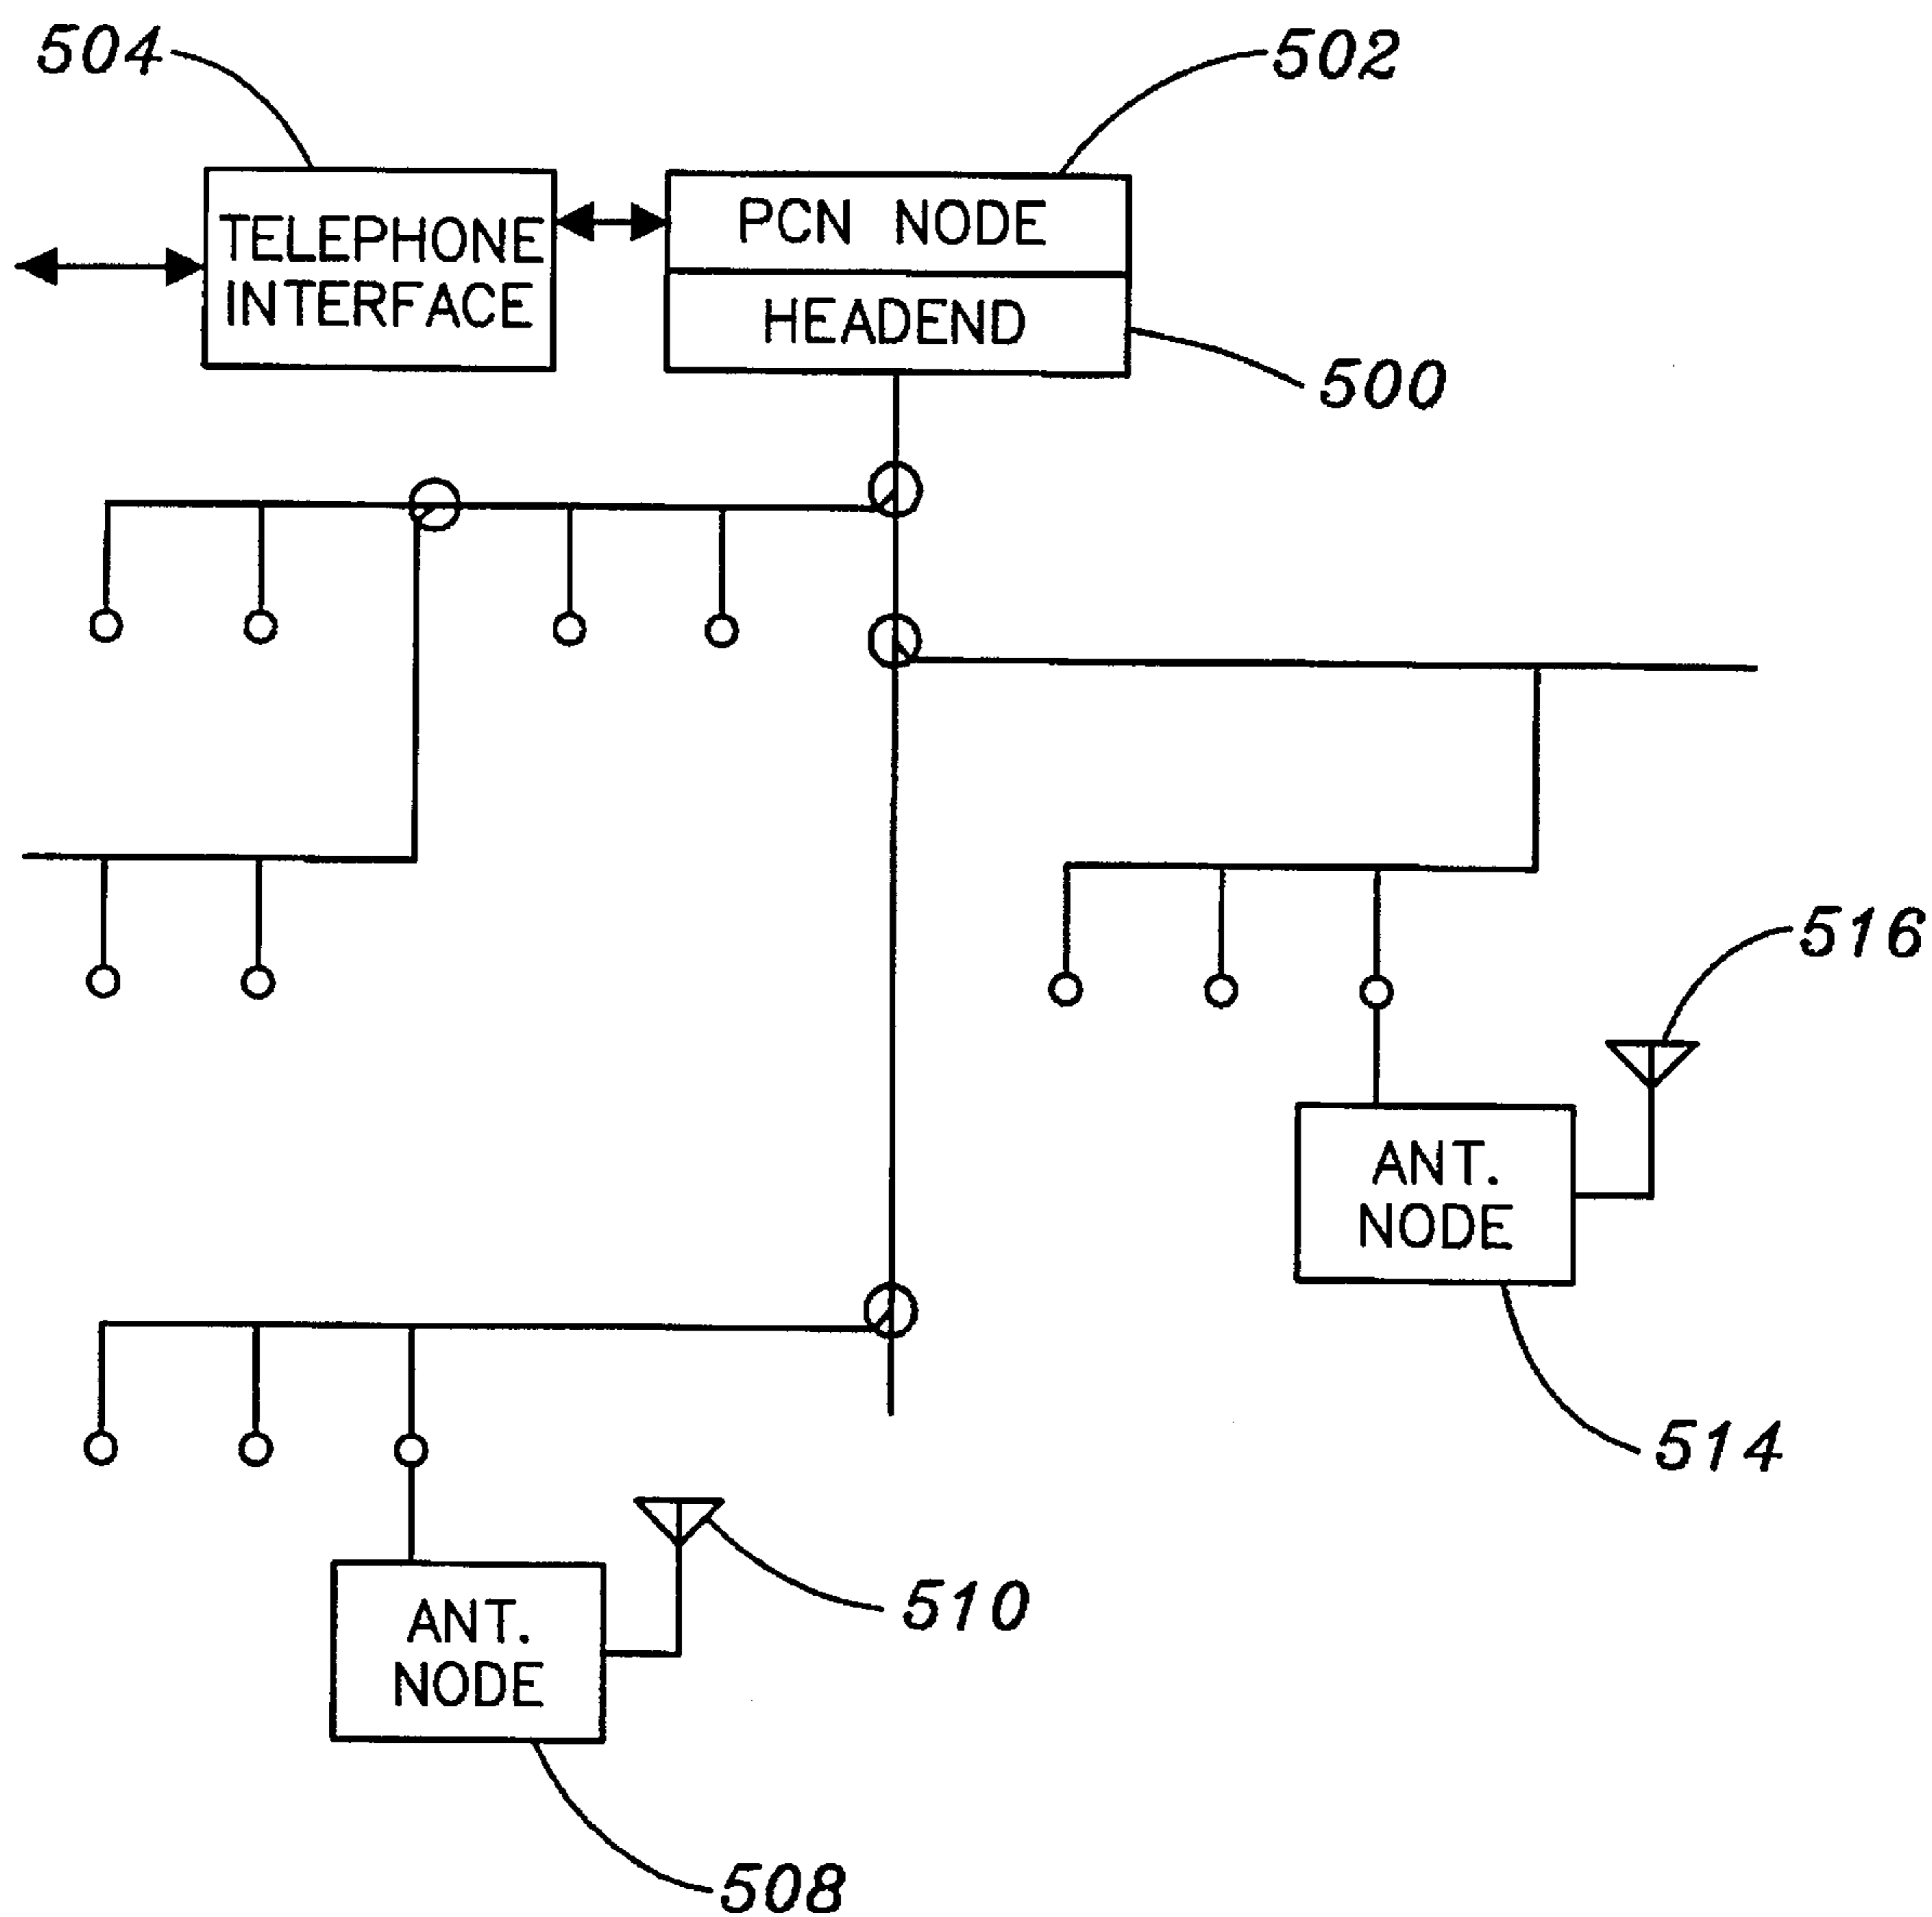 504
502
TELEPHONE
INTERFACE
PCN NODE
HEADEND
500
516
ANT.
NODE
514
510
ANT.
NODE
508